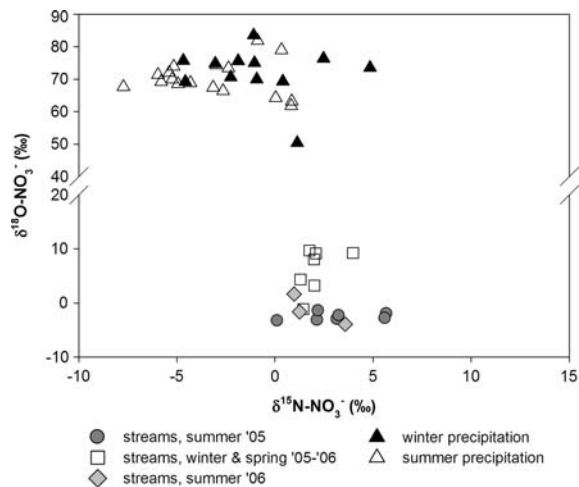 90
80
70
60
50
40
20
10
0
-10
δ¹⁸O-NO₃⁻ (‰)
-10 -5 0 5 10 15
δ¹⁵N-NO₃⁻ (‰)
streams, summer '05
streams, winter & spring '05-'06
streams, summer '06
winter precipitation
summer precipitation